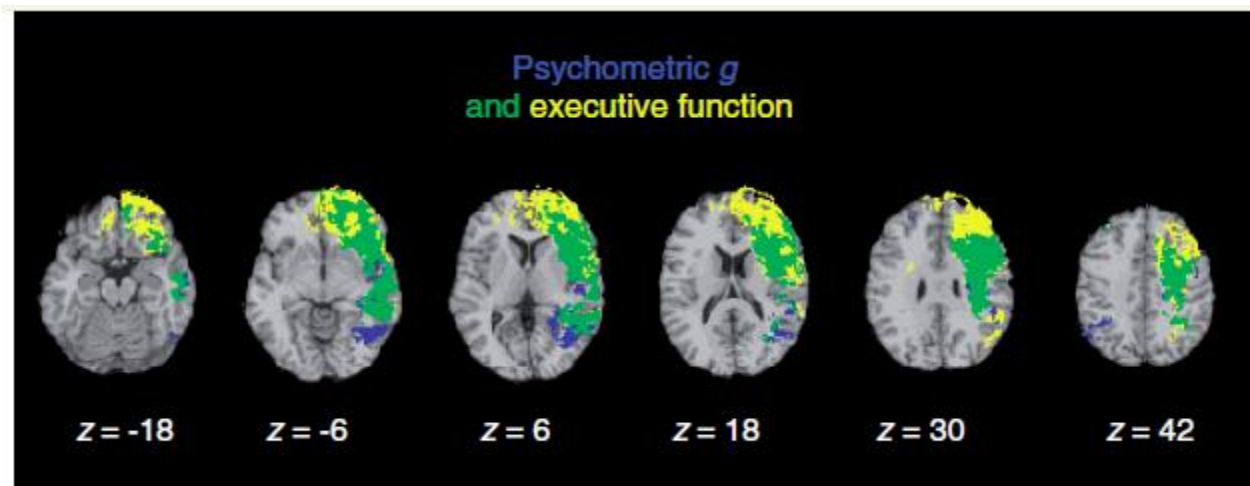 Psychometric g
and executive function
z = -18
z = -6
z = 6
z = 18
z = 30
z = 42